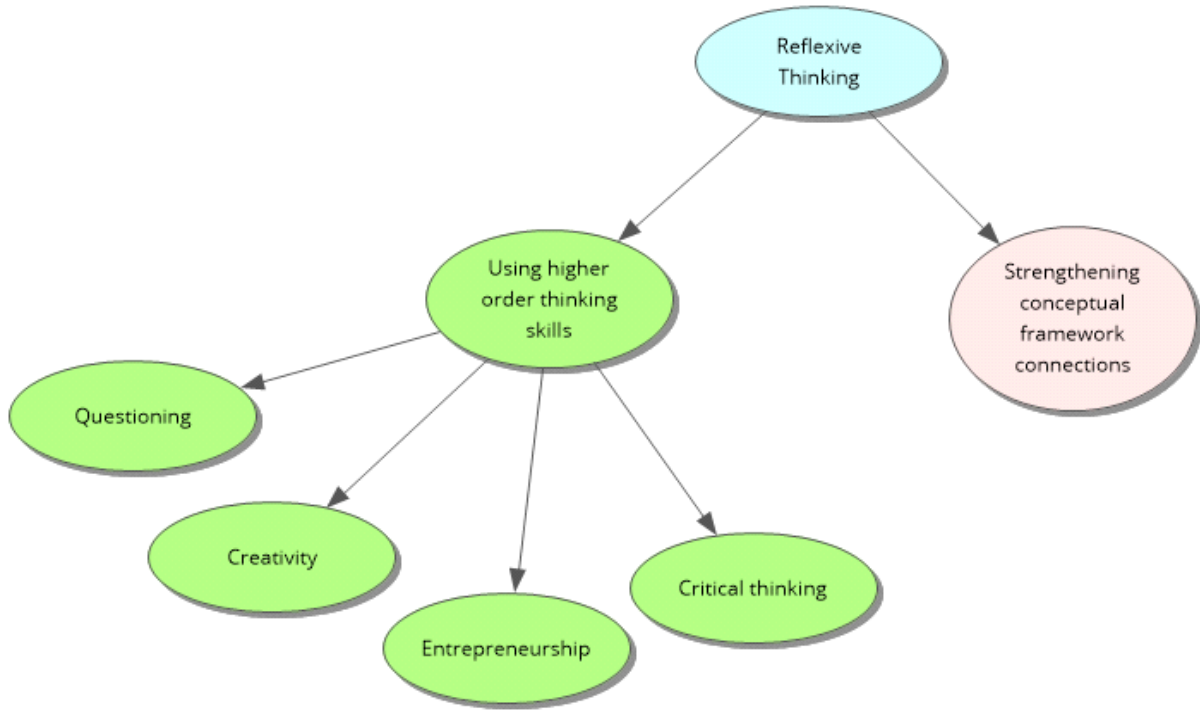 Reflexive
Thinking
Using higher
order thinking
skills
Strengthening
conceptual
framework
connections
Questioning
Creativity
Entrepreneurship
Critical thinking